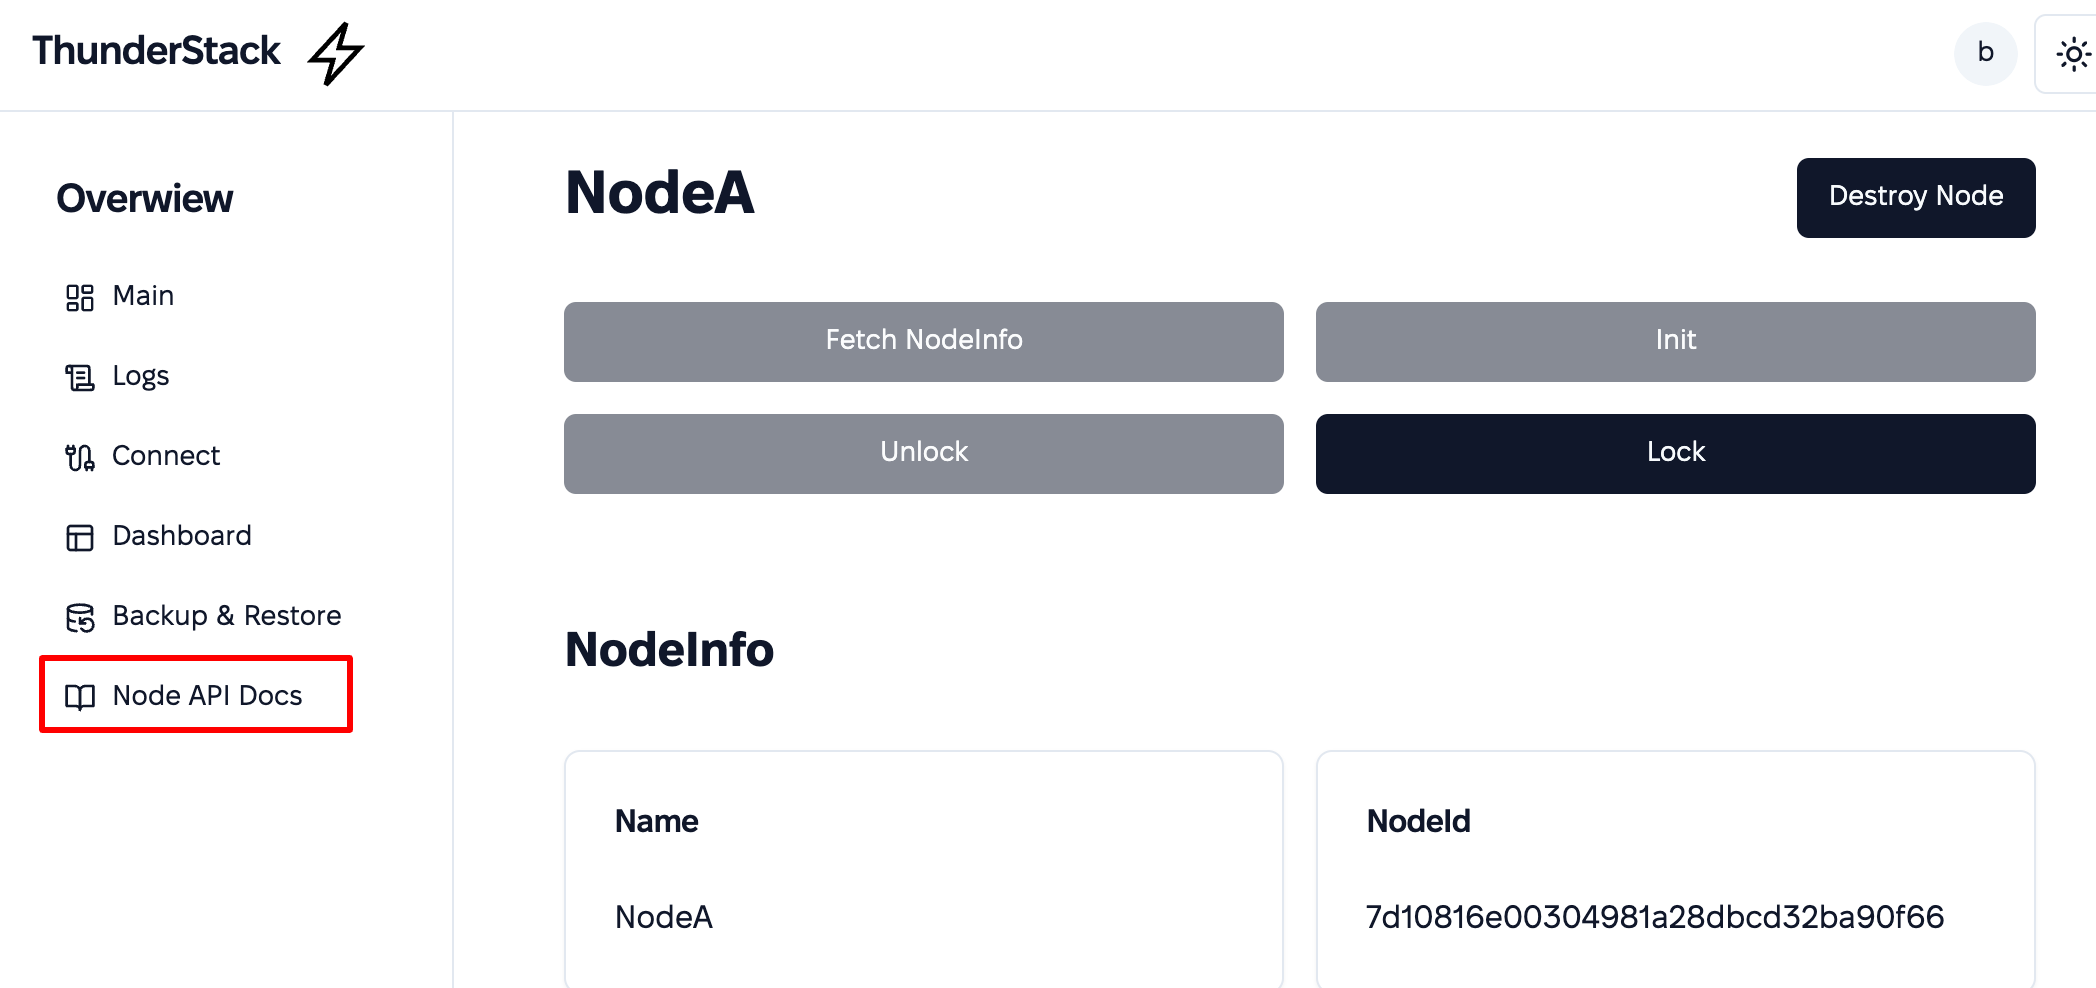 ThunderStack
b
Overwiew
Main
Logs
Connect
Dashboard
Backup & Restore
Node API Docs
NodeA
Destroy Node
Fetch NodeInfo
Init
Unlock
Lock
NodeInfo
Name
NodeA
NodeId
7d10816e00304981a28dbcd32ba90f66